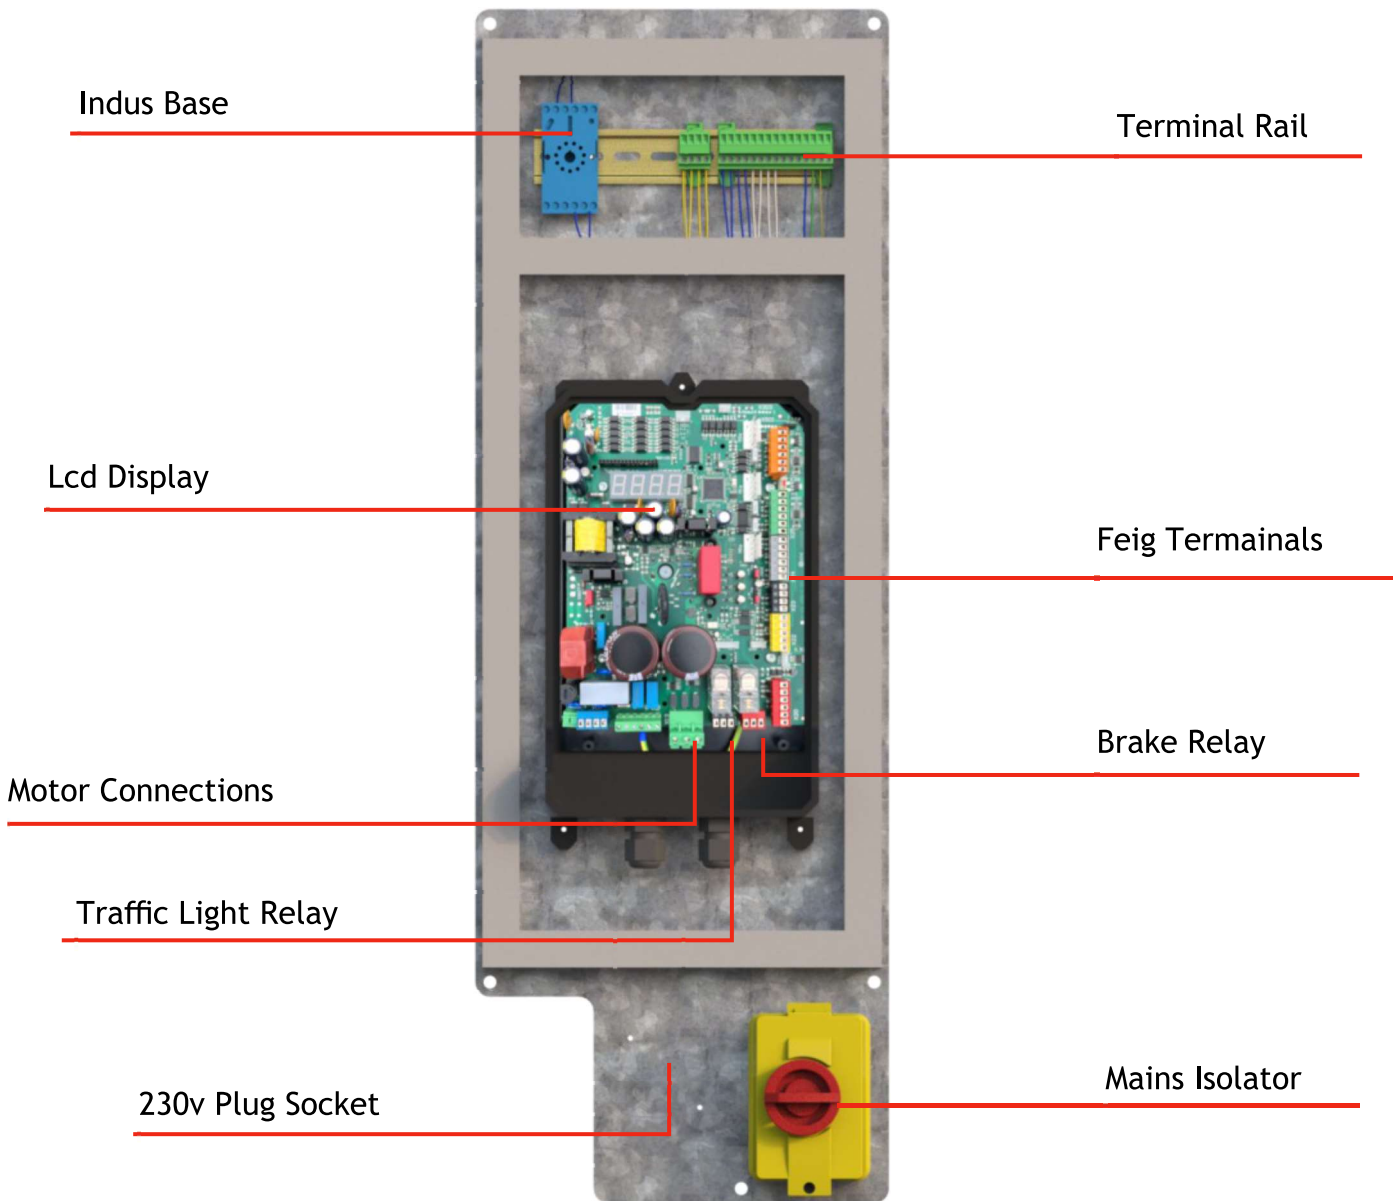 Indus Base
Terminal Rail
Lcd Display
Feig Termainals
Brake Relay
Motor Connections
Traffic Light Relay
Mains Isolator
230v Plug Socket